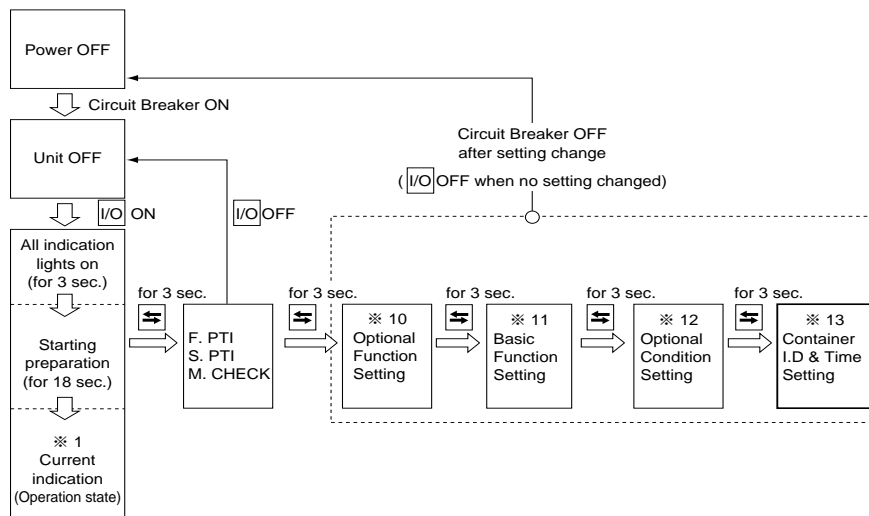 Power OFF
Circuit Breaker ON
Unit OFF
Circuit Breaker OFF
after setting change
( I/O OFF when no setting changed)
I/O ON
I/O OFF
All indication
lights on
(for 3 sec.)
Starting
preparation
(for 18 sec.)
※ 1
Current
indication
(Operation state)
for 3 sec.
F. PTI
S. PTI
M. CHECK
for 3 sec.
※ 10
Optional
Function
Setting
for 3 sec.
※ 11
Basic
Function
Setting
for 3 sec.
※ 12
Optional
Condition
Setting
for 3 sec.
※ 13
Container
I.D & Time
Setting